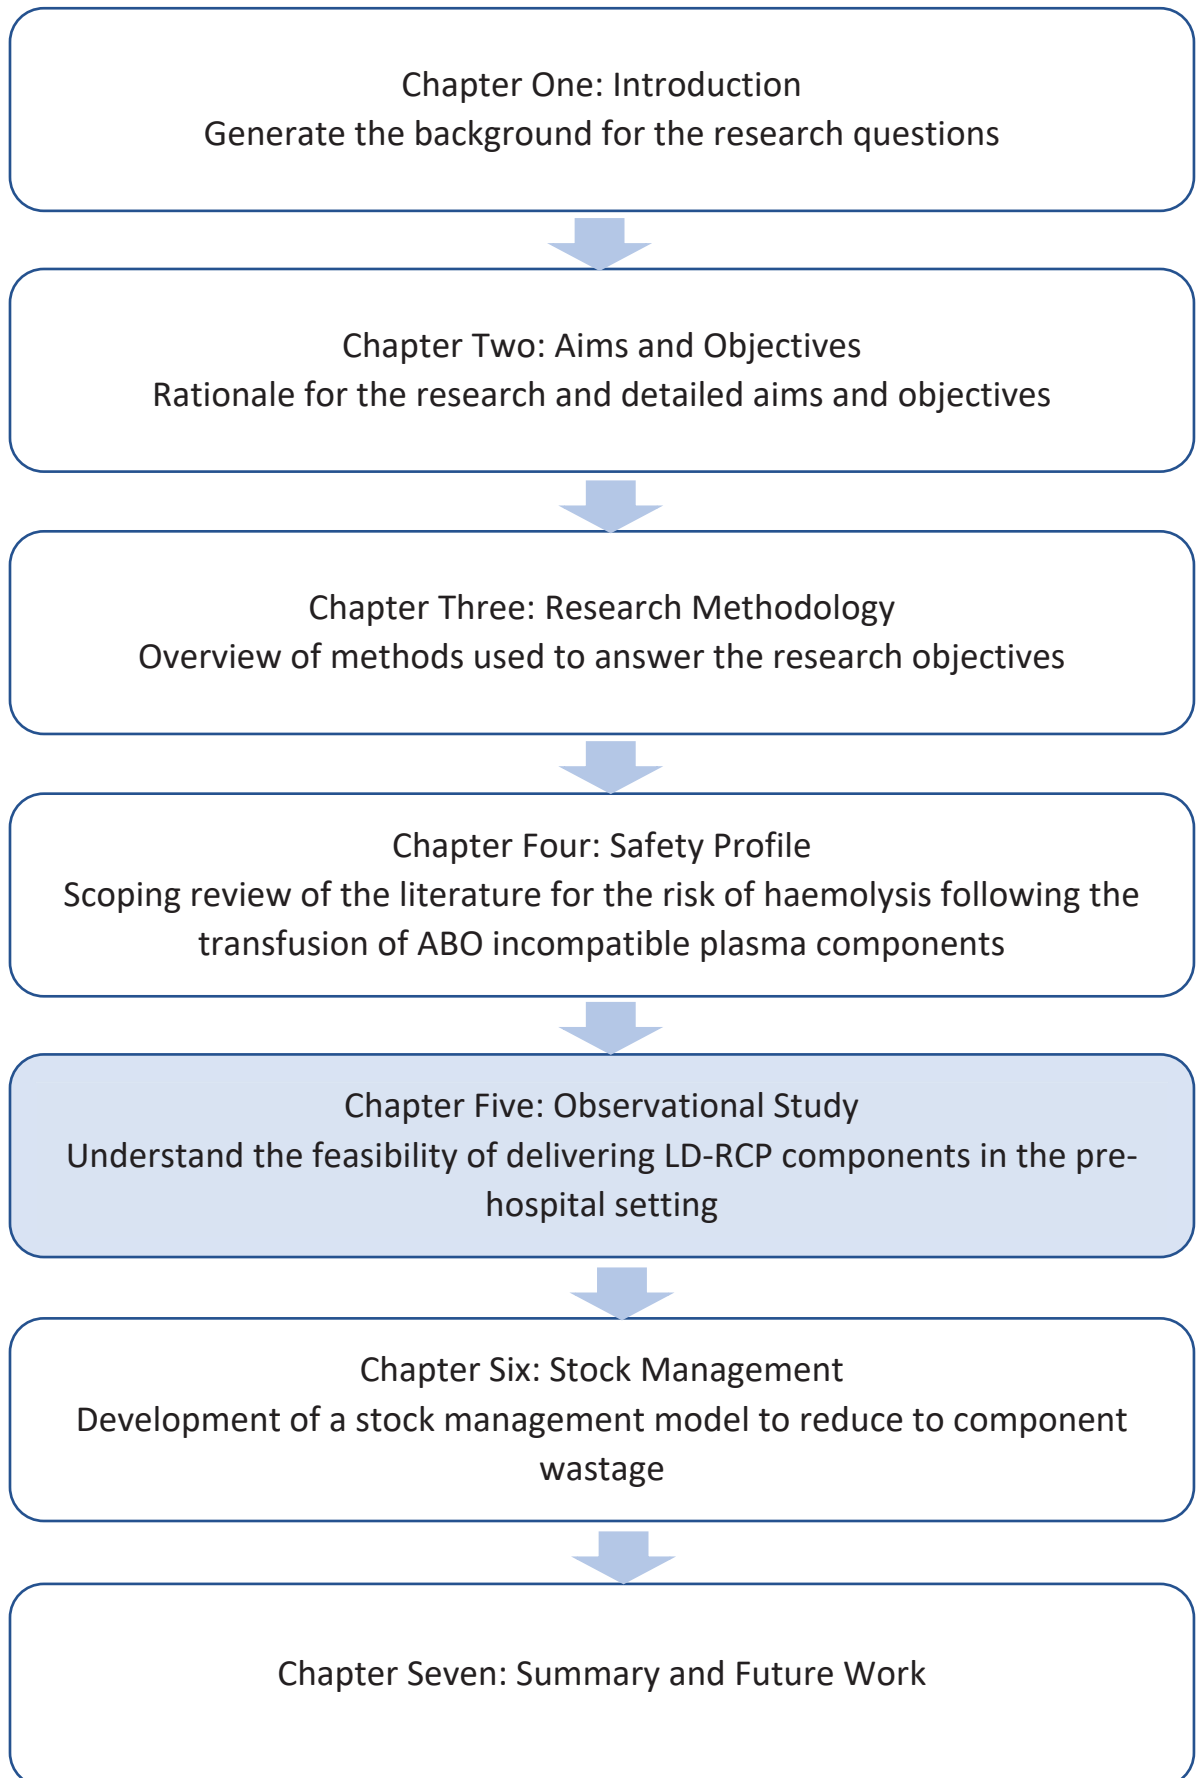 Chapter One: Introduction
Generate the background for the research questions
Chapter Two: Aims and Objectives
Rationale for the research and detailed aims and objectives
Chapter Three: Research Methodology
Overview of methods used to answer the research objectives
Chapter Four: Safety Profile
Scoping review of the literature for the risk of haemolysis following the
transfusion of ABO incompatible plasma components
Chapter Five: Observational Study
Understand the feasibility of delivering LD-RCP components in the pre-
hospital setting
Chapter Six: Stock Management
Development of a stock management model to reduce to component
wastage
Chapter Seven: Summary and Future Work